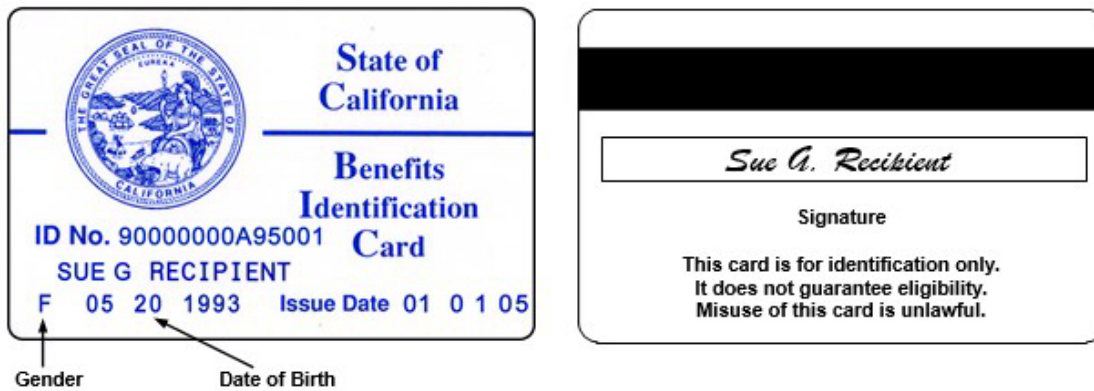 THE GREAT SEAL OF THE STATE OF CALIFORNIA
EUREKA
State of
California
Benefits
Identification
Card
ID No. 90000000A95001
SUE G RECIPIENT
F 05 20 1993 Issue Date 01 0 1 05
Gender
Date of Birth
Sue G. Recipient
Signature
This card is for identification only.
It does not guarantee eligibility.
Misuse of this card is unlawful.